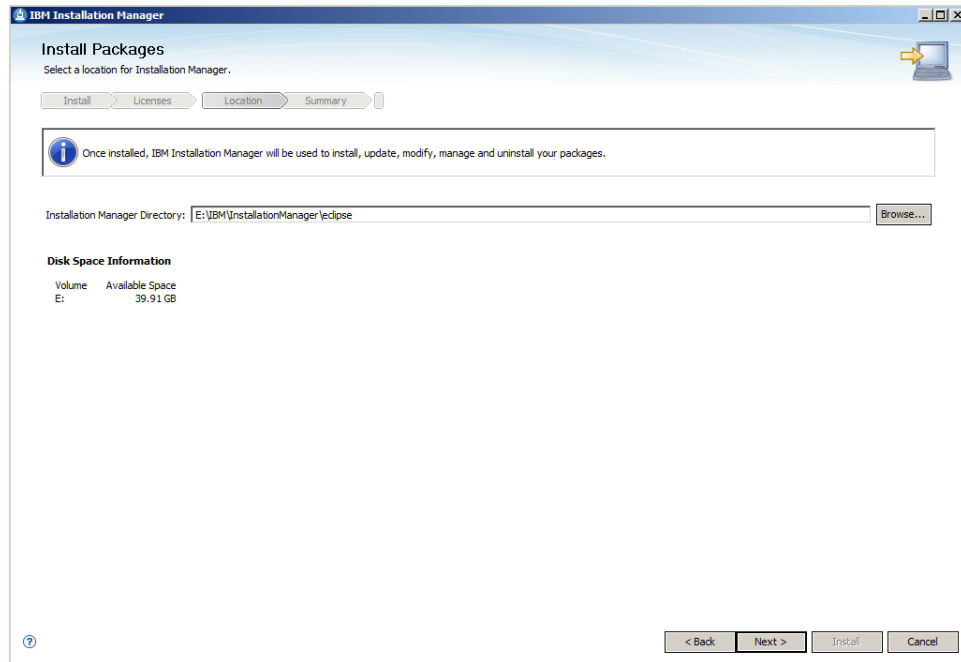 IBM Installation Manager
Install Packages
Select a location for Installation Manager.
Install Licenses Location Summary
Once installed, IBM Installation Manager will be used to install, update, modify, manage and uninstall your packages.
Installation Manager Directory: E:\IBM\InstallationManager\eclipse Browse...
Disk Space Information
Volume Available Space
E: 39.91 GB
? < Back Next > Install Cancel